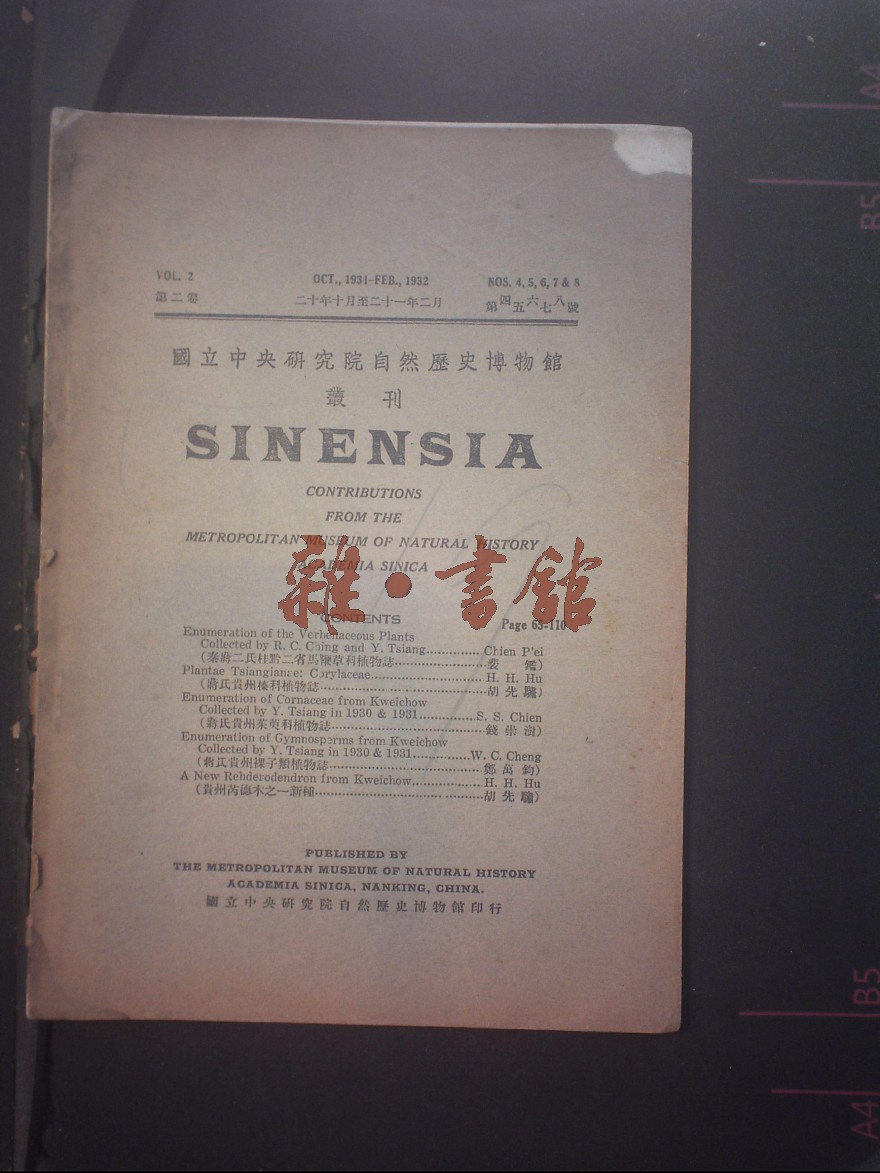 VOL. 2 OCT., 1931-FEB., 1932 NOS. 4, 5, 6, 7 & 8
第二卷 二十年十月至二十一年二月 第四五六七八號
國立中央研究院自然歷史博物館
叢刊
SINENSIA
CONTRIBUTIONS
FROM THE
METROPOLITAN MUSEUM OF NATURAL HISTORY
ACADEMIA SINICA
雜·書館
CONTENTS Page 65-110
Enumeration of the Verbenaceous Plants
Collected by R. C. Ching and Y. Tsiang..............Chien P'ei
(秦蔣二氏桂黔二省馬鞭草科植物誌........................裴 鑑)
Plantae Tsiangianee: Corylaceae............................H. H. Hu
(蔣氏貴州榛科植物誌............................................胡先驌)
Enumeration of Cornaceae from Kweichow
Collected by Y. Tsiang in 1930 & 1931..............S. S. Chien
(蔣氏貴州茱萸科植物誌........................................錢崇澍)
Enumeration of Gymnosperms from Kweichow
Collected by Y. Tsiang in 1930 & 1931..............W. C. Cheng
(蔣氏貴州裸子類植物誌........................................鄭萬鈞)
A New Rehderodendron from Kweichow..................H. H. Hu
(貴州芮德木之一新種............................................胡先驌)
PUBLISHED BY
THE METROPOLITAN MUSEUM OF NATURAL HISTORY
ACADEMIA SINICA, NANKING, CHINA.
國立中央研究院自然歷史博物館印行
A4
B5
B5
A4